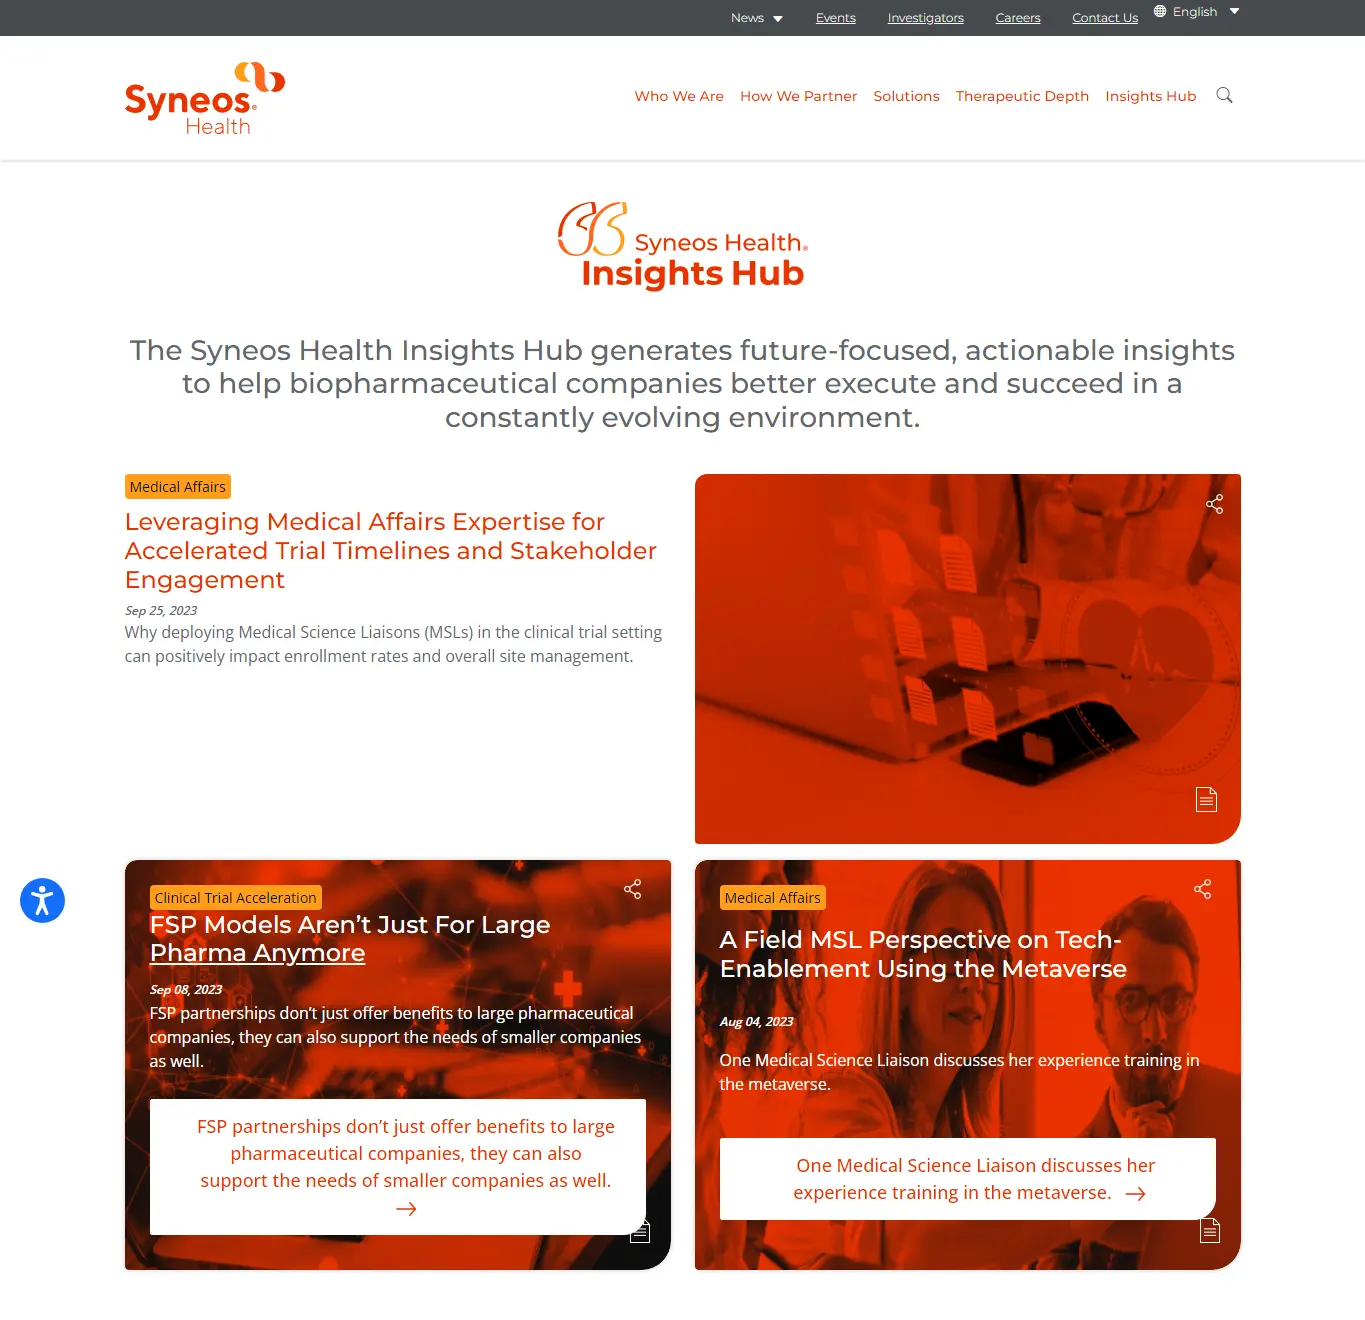 News
Events
Investigators
Careers
Contact Us
English
Syneos®
Health
Who We Are
How We Partner
Solutions
Therapeutic Depth
Insights Hub
Syneos Health®
Insights Hub
The Syneos Health Insights Hub generates future-focused, actionable insights
to help biopharmaceutical companies better execute and succeed in a
constantly evolving environment.
Medical Affairs
Leveraging Medical Affairs Expertise for
Accelerated Trial Timelines and Stakeholder
Engagement
Sep 25, 2023
Why deploying Medical Science Liaisons (MSLs) in the clinical trial setting
can positively impact enrollment rates and overall site management.
Clinical Trial Acceleration
FSP Models Aren’t Just For Large
Pharma Anymore
Sep 08, 2023
FSP partnerships don’t just offer benefits to large pharmaceutical
companies, they can also support the needs of smaller companies
as well.
FSP partnerships don’t just offer benefits to large
pharmaceutical companies, they can also
support the needs of smaller companies as well.
Medical Affairs
A Field MSL Perspective on Tech-
Enablement Using the Metaverse
Aug 04, 2023
One Medical Science Liaison discusses her experience training in
the metaverse.
One Medical Science Liaison discusses her
experience training in the metaverse.